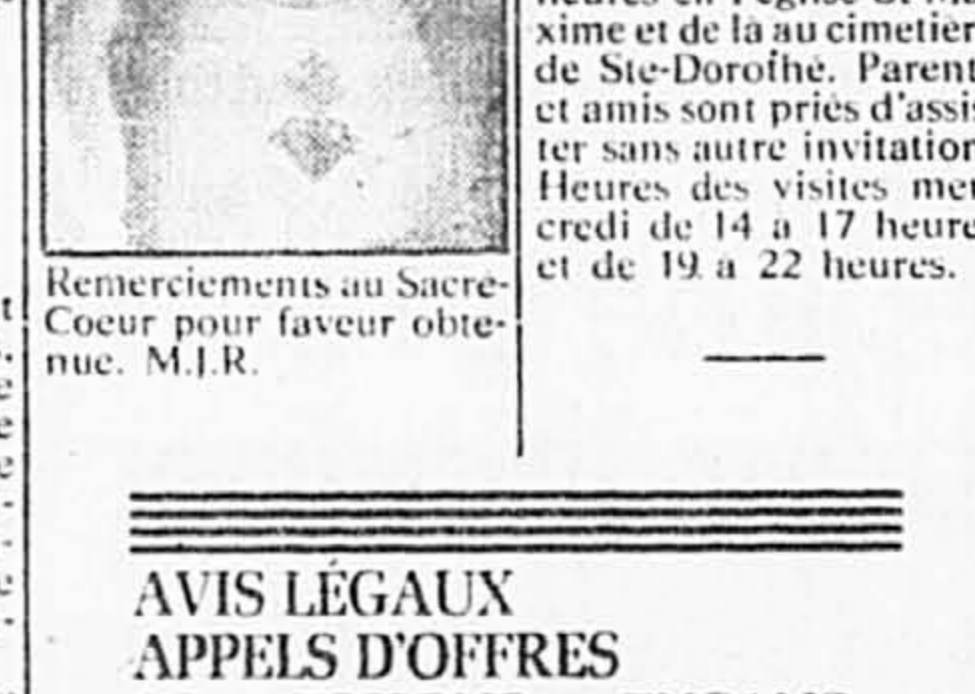 Remerciements au Sacré-
Coeur pour faveur obte-
nue. M.J.R.
xime et de là au cimetièr
de Ste-Dorothé. Parent
et amis sont priés d'assis
ter sans autre invitation
Heures des visites mer
credi de 14 à 17 heure
et de 19 à 22 heures.
AVIS LÉGAUX
APPELS D'OFFRES